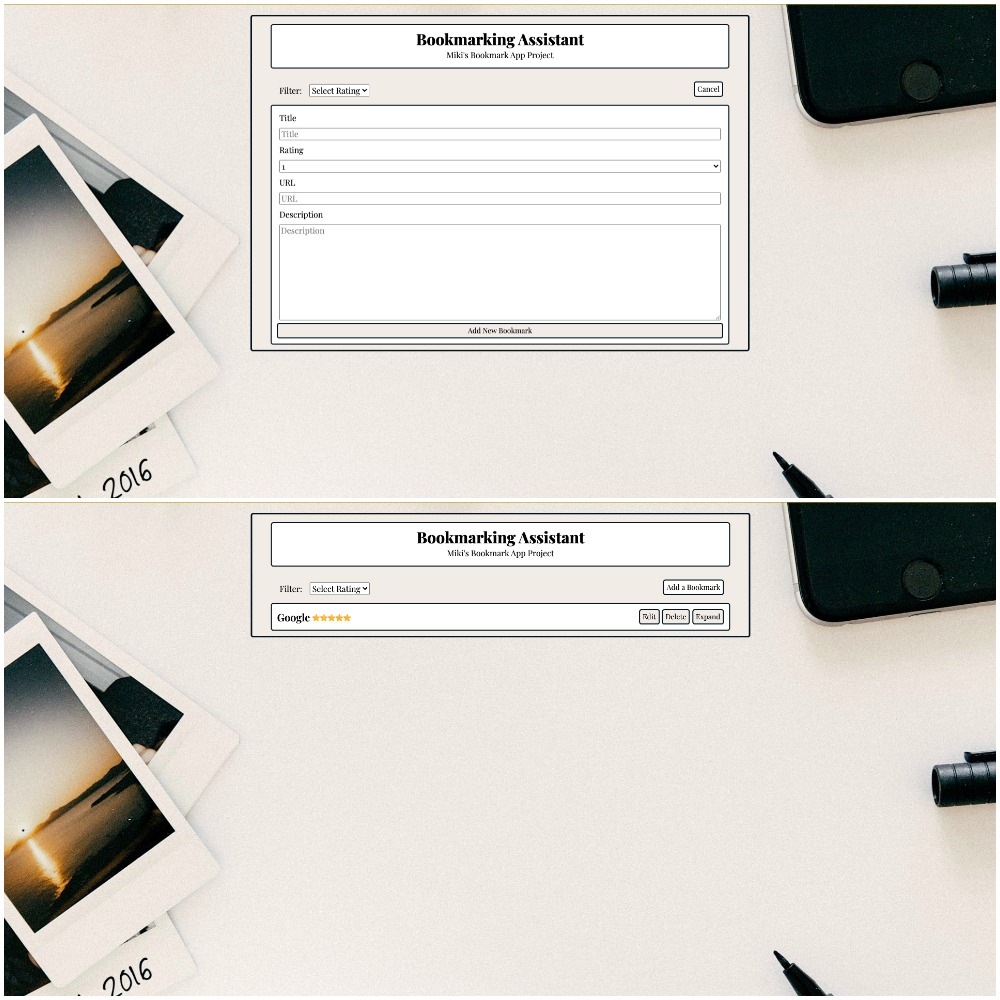 Bookmarking Assistant
Miki's Bookmark App Project
Filter: Select Rating Cancel
Title
Title
Rating
1
URL
URL
Description
Description
Add New Bookmark
2016
Bookmarking Assistant
Miki's Bookmark App Project
Filter: Select Rating Add a Bookmark
Google ⭐⭐⭐⭐⭐ Edit Delete Expand
2016